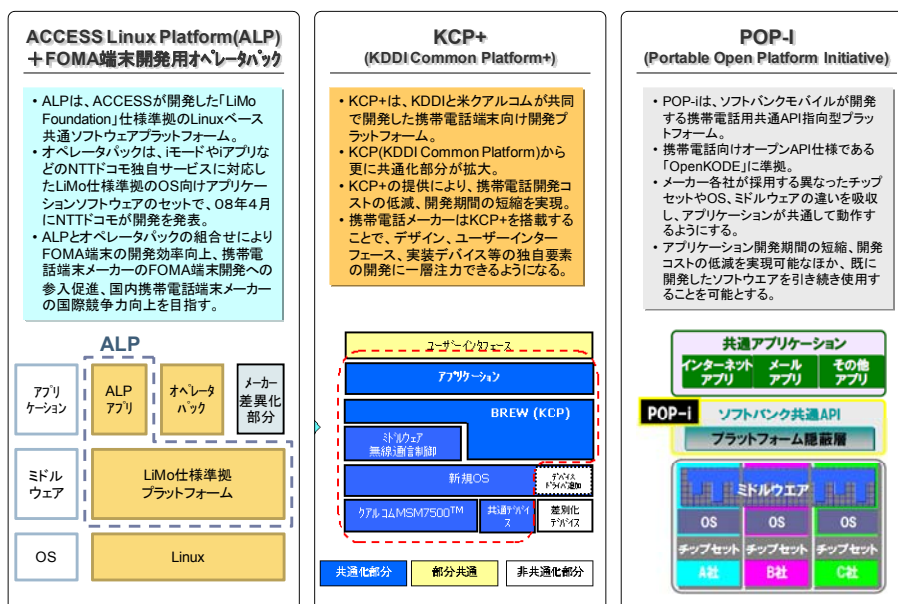 ACCESS Linux Platform(ALP)
＋FOMA端末開発用オペレータパック
• ALPは、ACCESSが開発した「LiMo
Foundation」仕様準拠のLinuxベース
共通ソフトウェアプラットフォーム。
• オペレータパックは、iモードやiアプリな
どのNTTドコモ独自サービスに対応し
たLiMo仕様準拠のOS向けアプリケー
ションソフトウェアのセットで、08年4月
にNTTドコモが開発を発表。
• ALPとオペレータパックの組合せにより
FOMA端末の開発効率向上、携帯電
話端末メーカーのFOMA端末開発への
参入促進、国内携帯電話端末メーカー
の国際競争力向上を目指す。
ALP
アプリ
ケーション
ALP
アプリ
オペレータ
パック
メーカー
差異化
部分
ミドル
ウェア
LiMo仕様準拠
プラットフォーム
OS
Linux
KCP+
(KDDI Common Platform+)
• KCP+は、KDDIと米クアルコムが共同
で開発した携帯電話端末向け開発プ
ラットフォーム。
• KCP(KDDI Common Platform)から
更に共通化部分が拡大。
• KCP+の提供により、携帯電話開発コ
ストの低減、開発期間の短縮を実現。
• 携帯電話メーカーはKCP+を搭載する
ことで、デザイン、ユーザーインター
フェース、実装デバイス等の独自要素
の開発に一層注力できるようになる。
ユーザーインタフェース
アプリケーション
BREW (KCP)
ミドルウェア
無線通信制御
新規OS
デバイス
ドライバ追加
クアルコムMSM7500™
共通デバイ
ス
差別化
デバイス
共通化部分
部分共通
非共通化部分
POP-I
(Portable Open Platform Initiative)
• POP-iは、ソフトバンクモバイルが開発
する携帯電話用共通API指向型プラッ
トフォーム。
• 携帯電話向けオープンAPI仕様である
「OpenKODE」に準拠。
• メーカー各社が採用する異なったチップ
セットやOS、ミドルウェアの違いを吸収
し、アプリケーションが共通して動作す
るようにする。
• アプリケーション開発期間の短縮、開発
コストの低減を実現可能なほか、既に
開発したソフトウエアを引き続き使用す
ることを可能とする。
共通アプリケーション
インターネット
アプリ
メール
アプリ
その他
アプリ
POP-i
ソフトバンク共通API
プラットフォーム隠蔽層
ミドルウエア
OS
OS
OS
チップセット
チップセット
チップセット
A社
B社
C社